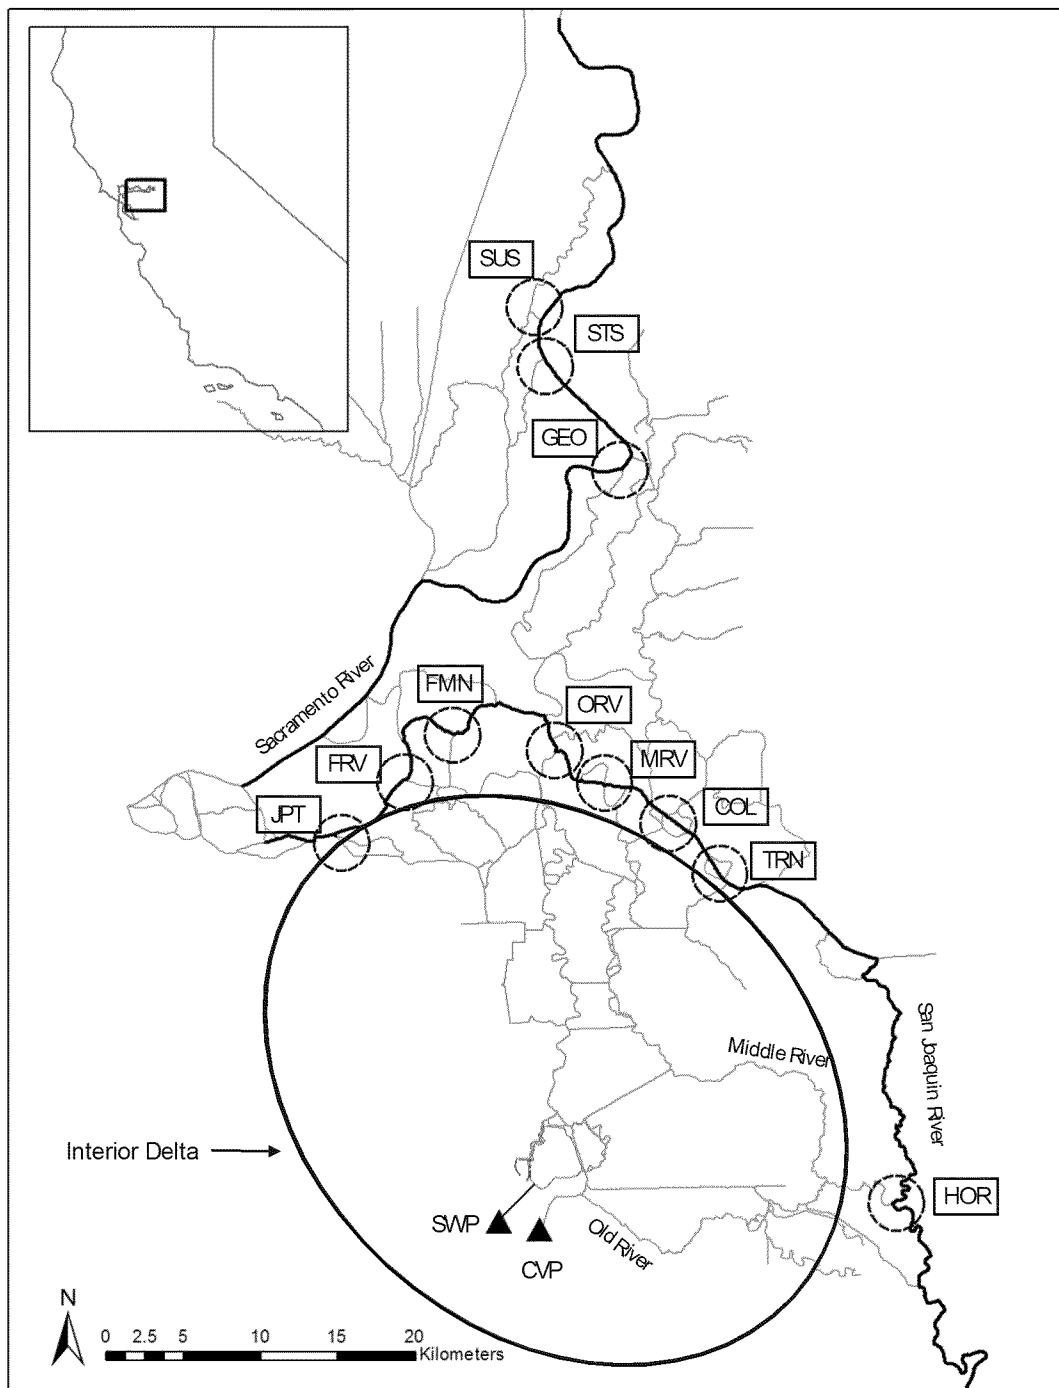 SUS
STS
GEO
Sacramento River
FMN
ORV
FRV
MRV
JPT
COL
TRN
San Joaquin River
Middle River
Interior Delta
HOR
SWP
Old River
CVP
N
0 2.5 5 10 15 20
Kilometers